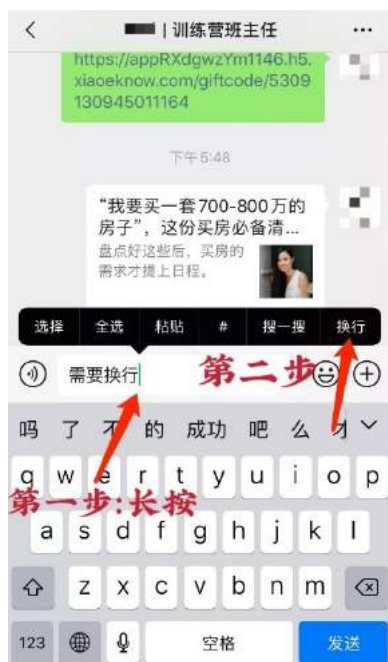 | 训练营班主任
https://appRXdgwzYm1146.h5.
xiaoeknow.com/giftcode/5309
130945011164
下午 5:48
“我要买一套700-800万的
房子”，这份买房必备清...
盘点好这些后，买房的
需求才提上日程。
选择 全选 粘贴 # 搜一搜 换行
需要换行
第二步
吗 了 不 的 成功 吧 么 才
q w e r t y u i o p
第一步:长按
a s d f g h j k l
z x c v b n m
123 空格 发送